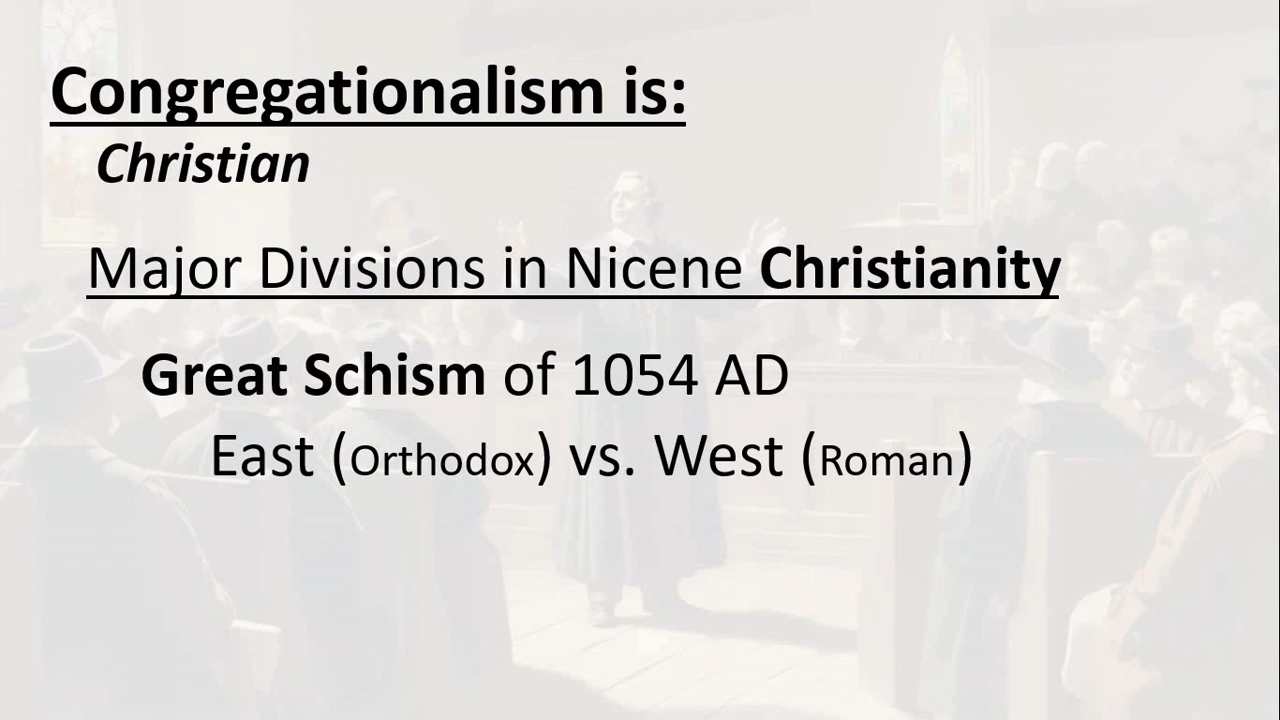 Congregationalism is:
Christian
Major Divisions in Nicene Christianity
Great Schism of 1054 AD
East (Orthodox) vs. West (Roman)